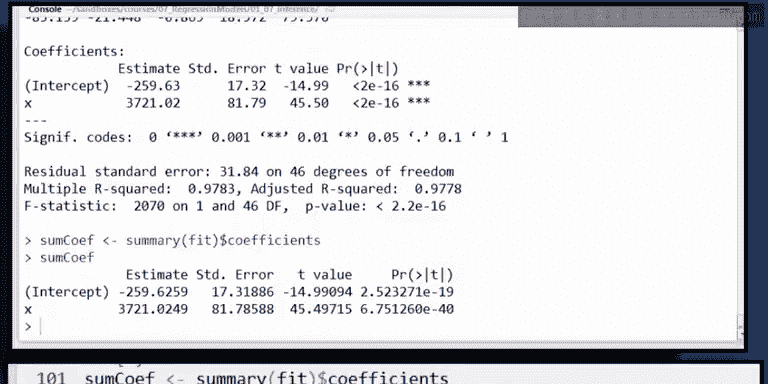 Console ~/sandboxes/courses/07_RegressionModels/01_07_inference/
-21.448
Coefficients:
Estimate Std. Error t value Pr(>|t|)
(Intercept) -259.63 17.32 -14.99 <2e-16 ***
x 3721.02 81.79 45.50 <2e-16 ***
---
Signif. codes: 0 ‘***’ 0.001 ‘**’ 0.01 ‘*’ 0.05 ‘.’ 0.1 ‘ ’ 1
Residual standard error: 31.84 on 46 degrees of freedom
Multiple R-squared: 0.9783, Adjusted R-squared: 0.9778
F-statistic: 2070 on 1 and 46 DF, p-value: < 2.2e-16
> sumCoef <- summary(fit)$coefficients
> sumCoef
Estimate Std. Error t value Pr(>|t|)
(Intercept) -259.6259 17.31886 -14.99094 2.523271e-19
x 3721.0249 81.78588 45.49715 6.751260e-40
>
101 sumCoef <- summary(fit)$coefficients